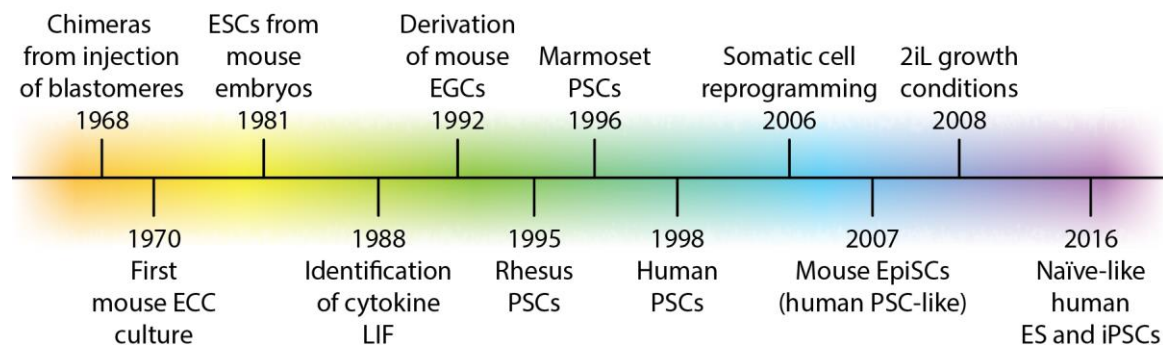 Chimeras
from injection
of blastomeres
1968
ESCs from
mouse
embryos
1981
Derivation
of mouse
EGCs
1992
Marmoset
PSCs
1996
Somatic cell
reprogramming
2006
2iL growth
conditions
2008
1970
First
mouse ECC
culture
1988
Identification
of cytokine
LIF
1995
Rhesus
PSCs
1998
Human
PSCs
2007
Mouse EpiSCs
(human PSC-like)
2016
Naïve-like
human
ES and iPSCs